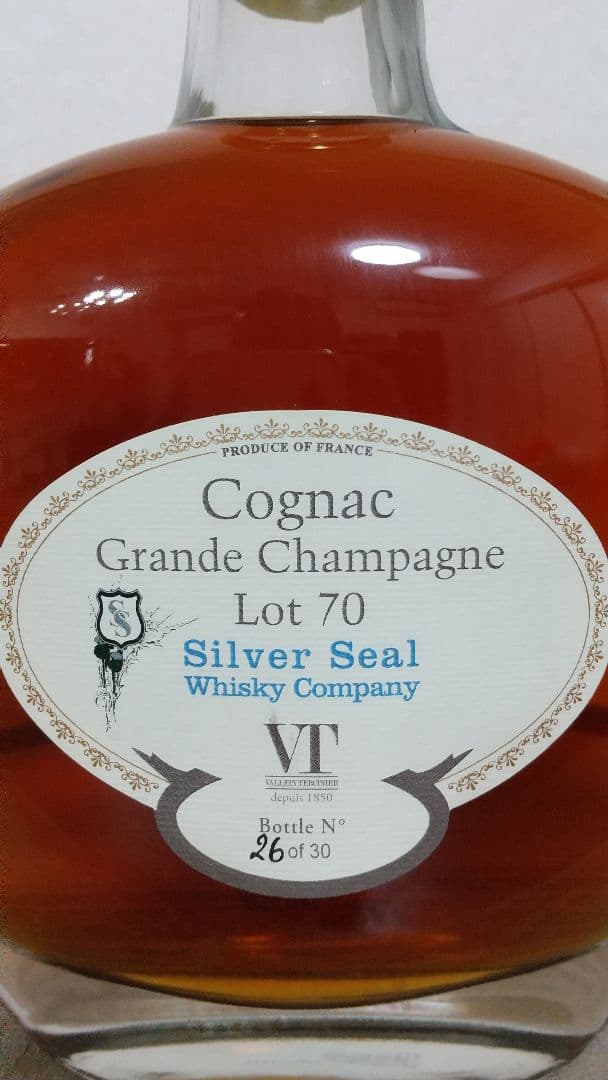 PRODUCE OF FRANCE
Cognac
Grande Champagne
Lot 70
SS
Silver Seal
Whisky Company
VT
VALLEIN TERCINIER
depuis 1850
Bottle N°
26 of 30